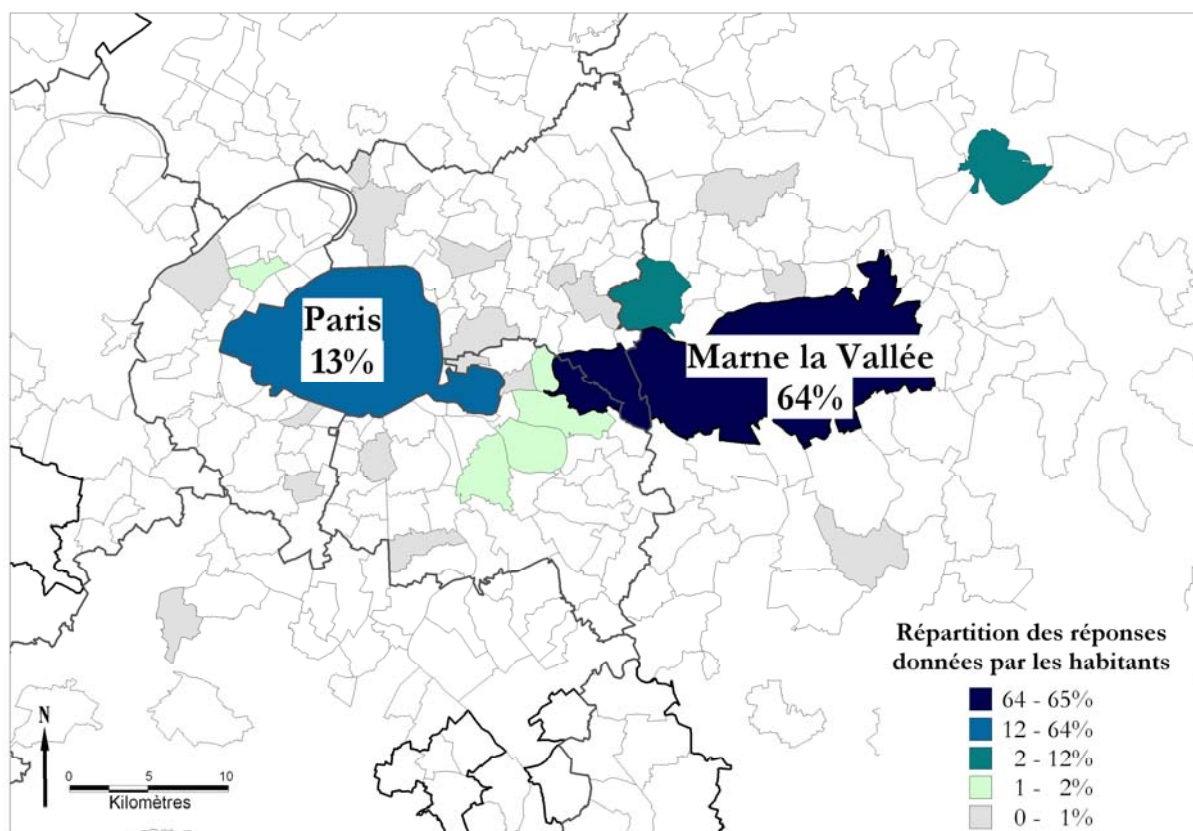 Paris
13%
Marne la Vallée
64%
Répartition des réponses
données par les habitants
64 - 65%
12 - 64%
2 - 12%
1 - 2%
0 - 1%
N
0 5 10
Kilomètres